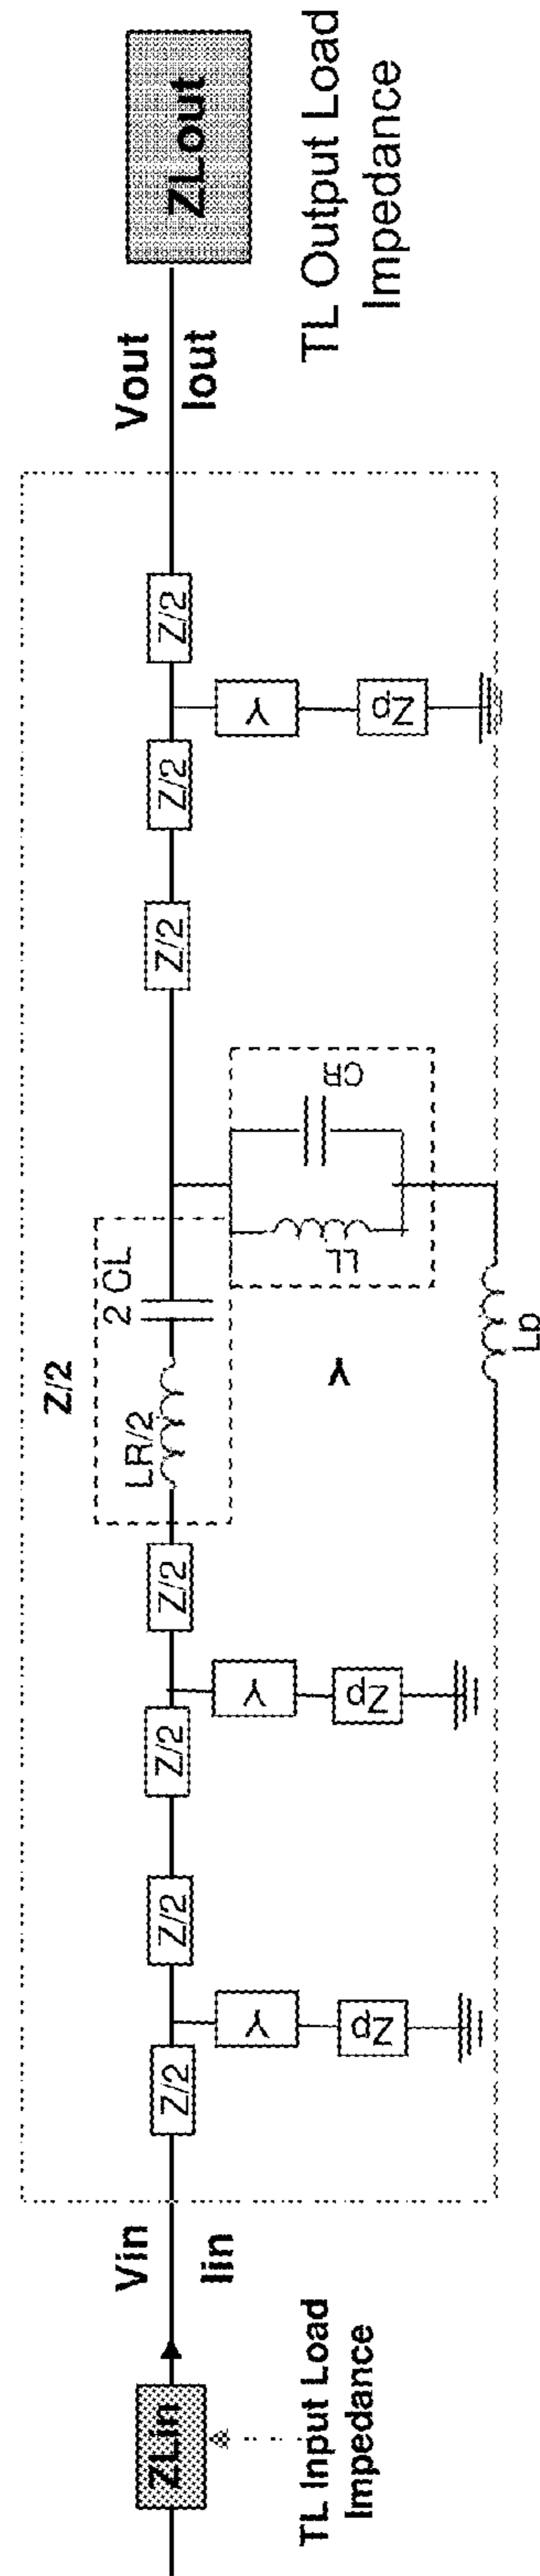 ZLin
TL Input Load
Impedance
Vin
Iin
Z/2
Y
Zp
Z/2
Z/2
Y
Zp
Z/2
Z/2
Z/2
LR/2
2 CL
Y
LL
CR
Lp
Z/2
Z/2
Y
Zp
Z/2
Vout
Iout
ZLout
TL Output Load
Impedance